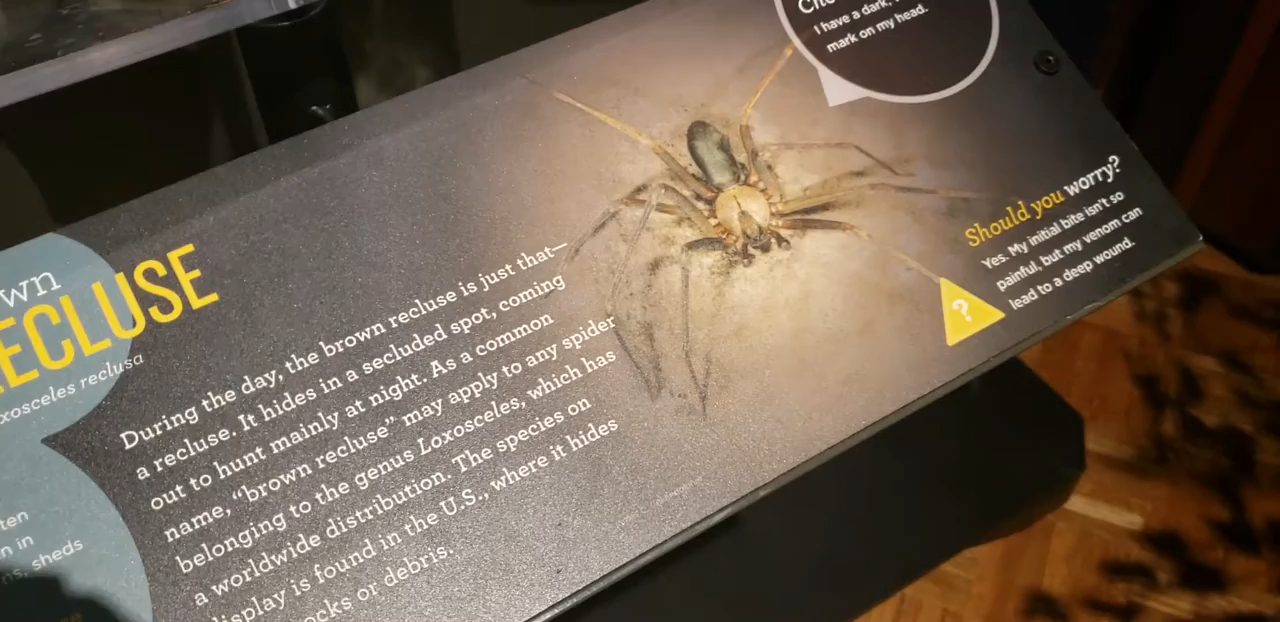 wn
ECLUSE
oxosceles reclusa
ten
n in
ns, sheds
During the day, the brown recluse is just that—
a recluse. It hides in a secluded spot, coming
out to hunt mainly at night. As a common
name, “brown recluse” may apply to any spider
belonging to the genus Loxosceles, which has
a worldwide distribution. The species on
isplay is found in the U.S., where it hides
ocks or debris.
I have a dark,
mark on my head.
Should you worry?
Yes. My initial bite isn't so
painful, but my venom can
lead to a deep wound.
?